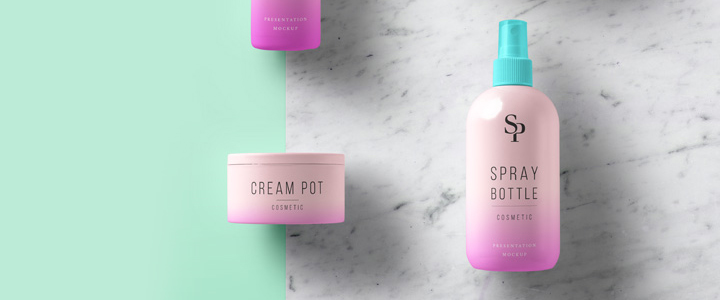 PRESENTATION
MOCKUP
CREAM POT
COSMETIC
SP
SPRAY
BOTTLE
COSMETIC
PRESENTATION
MOCKUP